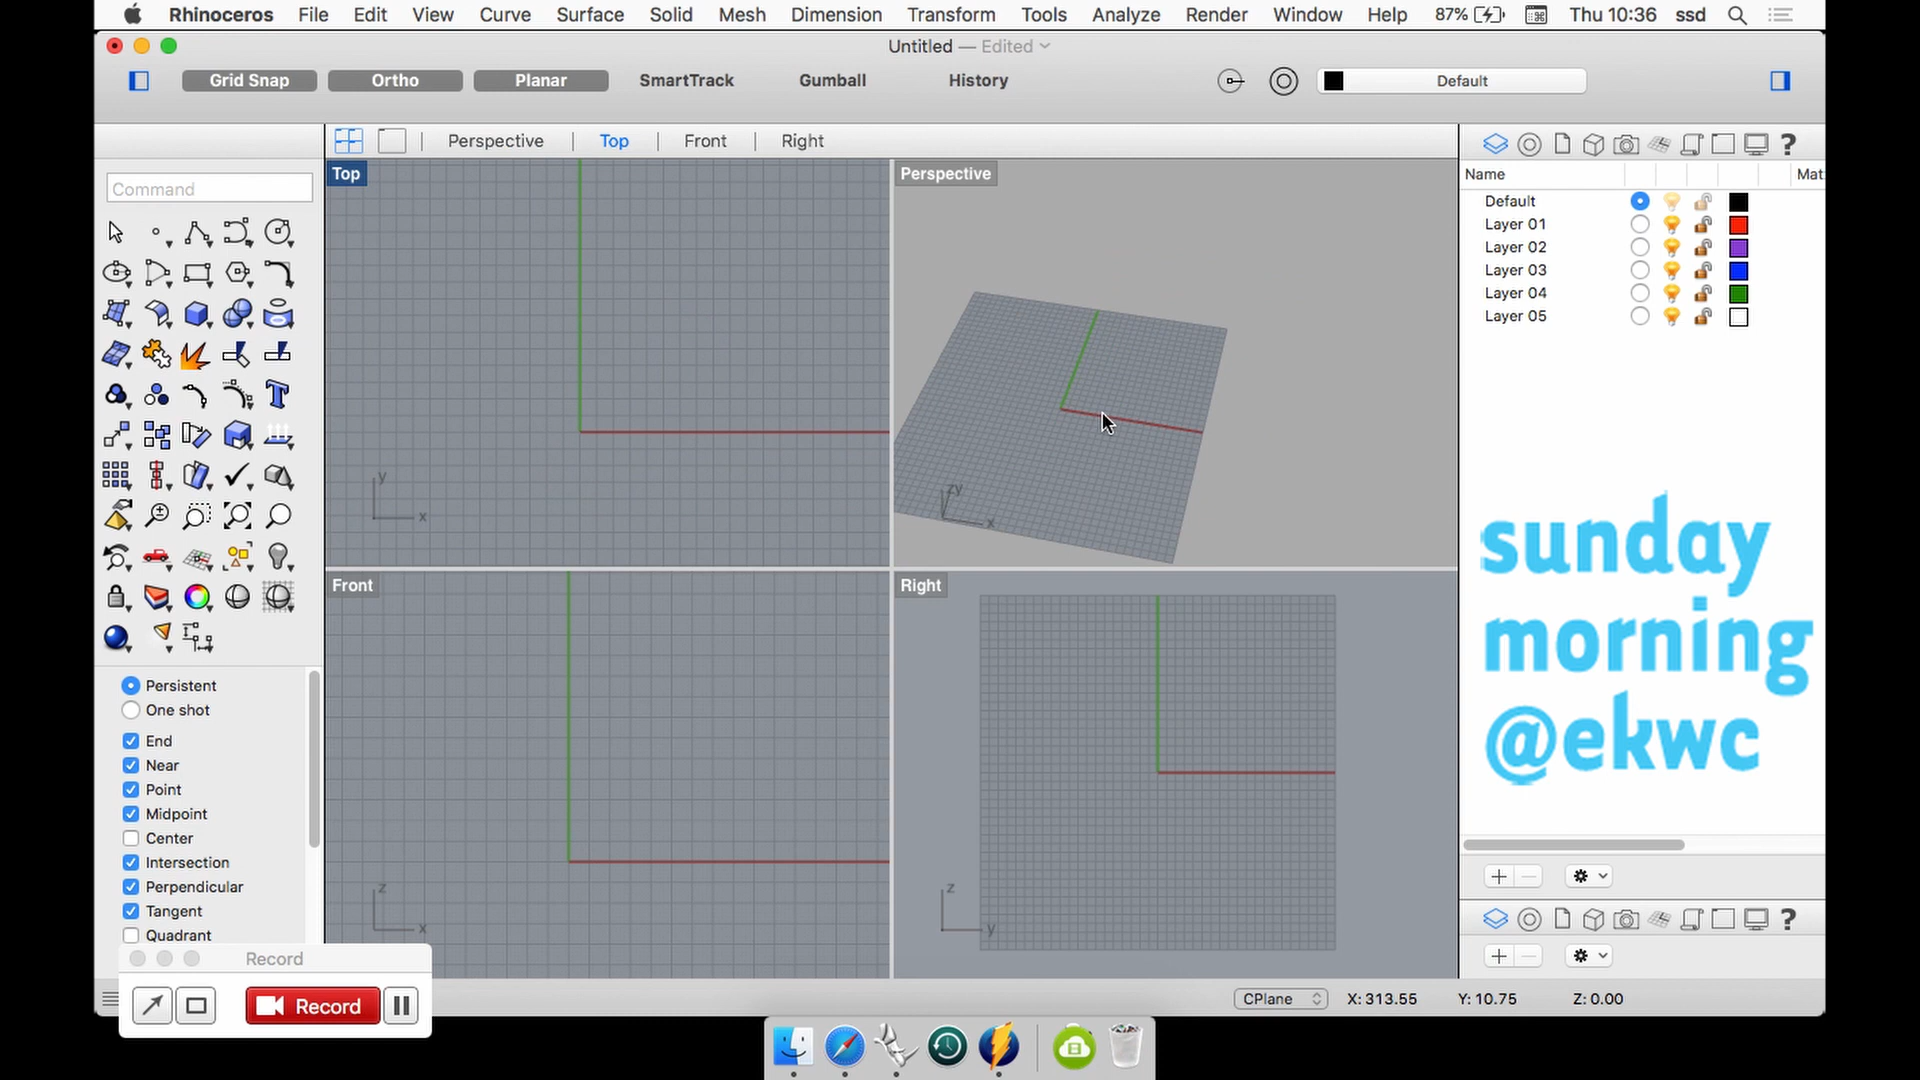 Rhinoceros File Edit View Curve Surface Solid Mesh Dimension Transform Tools Analyze Render Window Help 87% Thu 10:36 ssd
Untitled — Edited
Grid Snap Ortho Planar SmartTrack Gumball History Default
Perspective Top Front Right
Command
Top
y
x
Perspective
zy
x
Front
z
x
Right
z
y
Name Mat
Default
Layer 01
Layer 02
Layer 03
Layer 04
Layer 05
sunday
morning
@ekwc
Persistent
One shot
End
Near
Point
Midpoint
Center
Intersection
Perpendicular
Tangent
Quadrant
Record
Record
CPlane X: 313.55 Y: 10.75 Z: 0.00